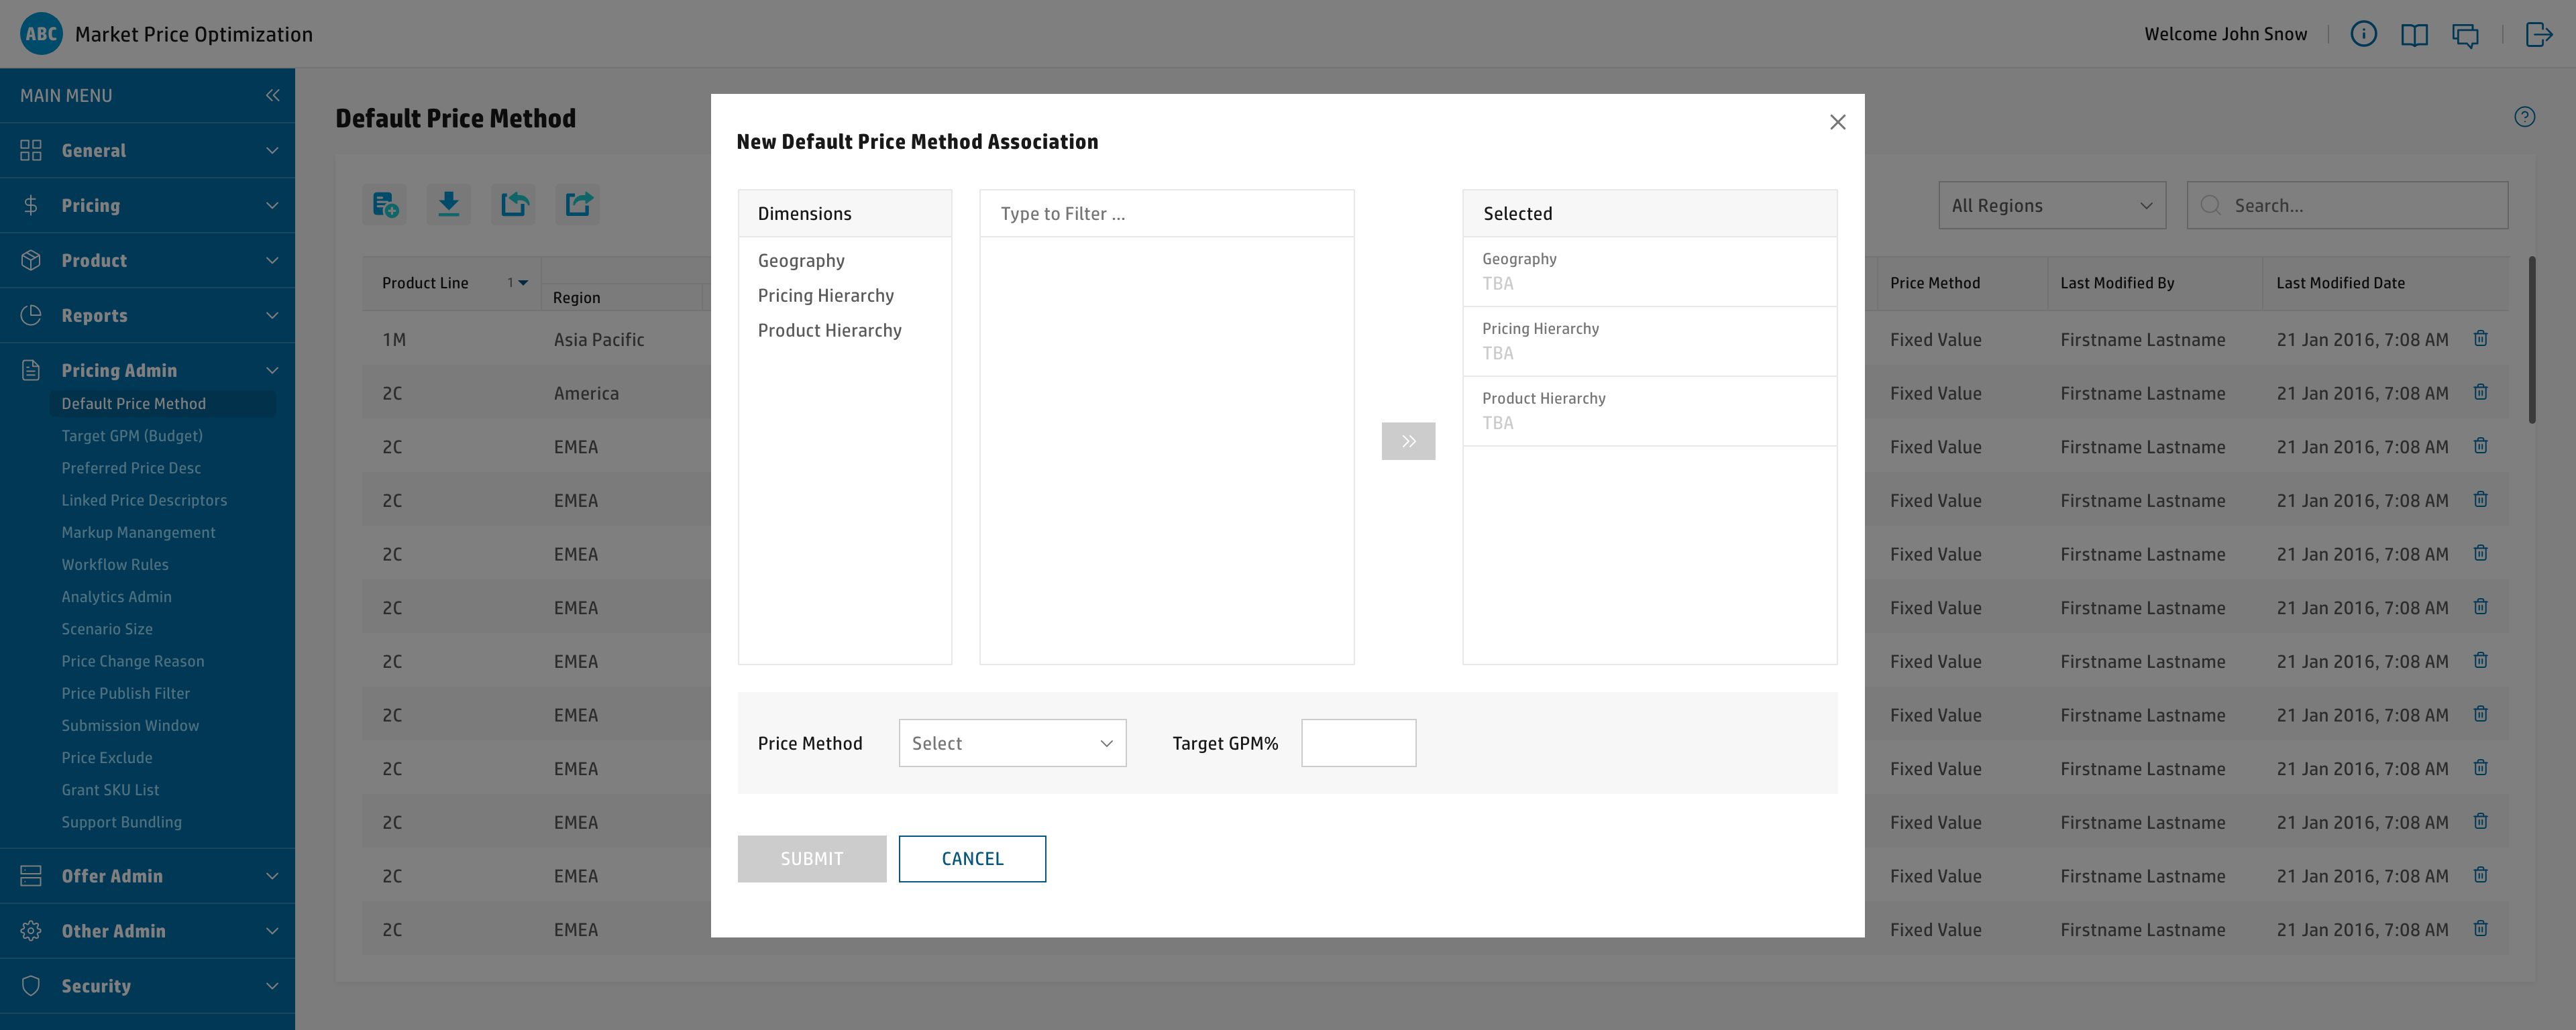 ABC Market Price Optimization
Welcome John Snow
MAIN MENU
General
Pricing
Product
Reports
Pricing Admin
Default Price Method
Target GPM (Budget)
Preferred Price Desc
Linked Price Descriptors
Markup Manangement
Workflow Rules
Analytics Admin
Scenario Size
Price Change Reason
Price Publish Filter
Submission Window
Price Exclude
Grant SKU List
Support Bundling
Offer Admin
Other Admin
Security
Default Price Method
All Regions
Search...
Product Line 1 Region Price Method Last Modified By Last Modified Date
1M Asia Pacific Fixed Value Firstname Lastname 21 Jan 2016, 7:08 AM
2C America Fixed Value Firstname Lastname 21 Jan 2016, 7:08 AM
2C EMEA Fixed Value Firstname Lastname 21 Jan 2016, 7:08 AM
2C EMEA Fixed Value Firstname Lastname 21 Jan 2016, 7:08 AM
2C EMEA Fixed Value Firstname Lastname 21 Jan 2016, 7:08 AM
2C EMEA Fixed Value Firstname Lastname 21 Jan 2016, 7:08 AM
2C EMEA Fixed Value Firstname Lastname 21 Jan 2016, 7:08 AM
2C EMEA Fixed Value Firstname Lastname 21 Jan 2016, 7:08 AM
2C EMEA Fixed Value Firstname Lastname 21 Jan 2016, 7:08 AM
2C EMEA Fixed Value Firstname Lastname 21 Jan 2016, 7:08 AM
2C EMEA Fixed Value Firstname Lastname 21 Jan 2016, 7:08 AM
2C EMEA Fixed Value Firstname Lastname 21 Jan 2016, 7:08 AM
New Default Price Method Association
Dimensions
Geography
Pricing Hierarchy
Product Hierarchy
Type to Filter ...
Selected
Geography
TBA
Pricing Hierarchy
TBA
Product Hierarchy
TBA
Price Method
Select
Target GPM%
SUBMIT
CANCEL